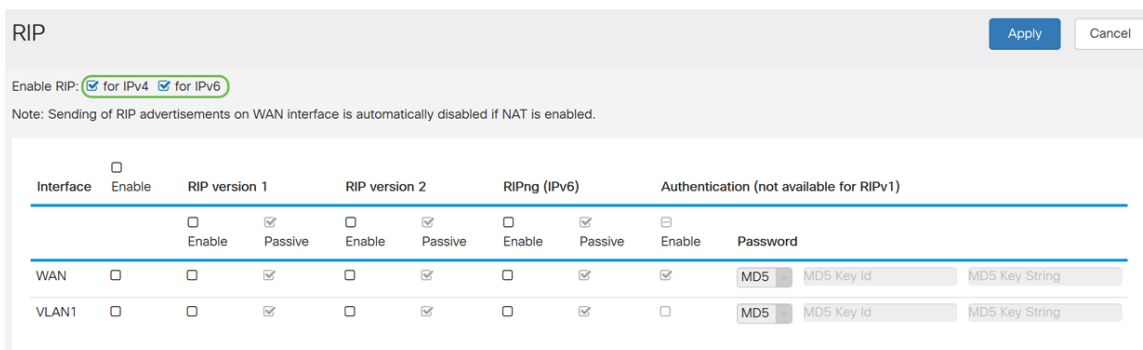 RIP Apply Cancel
Enable RIP: for IPv4 for IPv6
Note: Sending of RIP advertisements on WAN interface is automatically disabled if NAT is enabled.
Interface Enable RIP version 1 RIP version 2 RIPng (IPv6) Authentication (not available for RIPv1)
Enable Passive Enable Passive Enable Passive Enable Password
WAN MD5 MD5 Key Id MD5 Key String
VLAN1 MD5 MD5 Key Id MD5 Key String